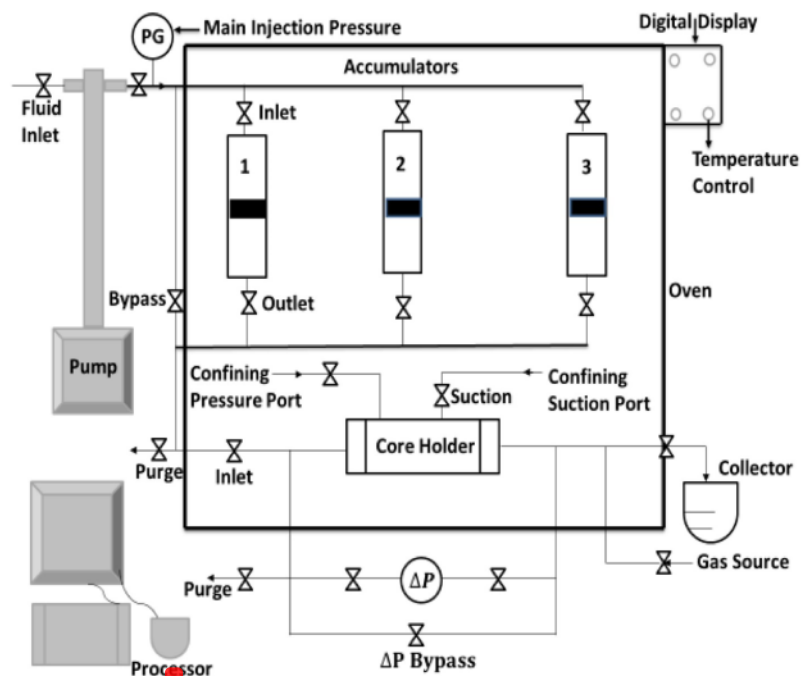 Digital Display
PG
Main Injection Pressure
Accumulators
Fluid
Inlet
Inlet
1
2
3
Temperature
Control
Bypass
Outlet
Oven
Pump
Confining
Pressure Port
Suction
Confining
Suction Port
Core Holder
Purge
Inlet
Collector
Gas Source
Purge
ΔP
ΔP Bypass
Processor